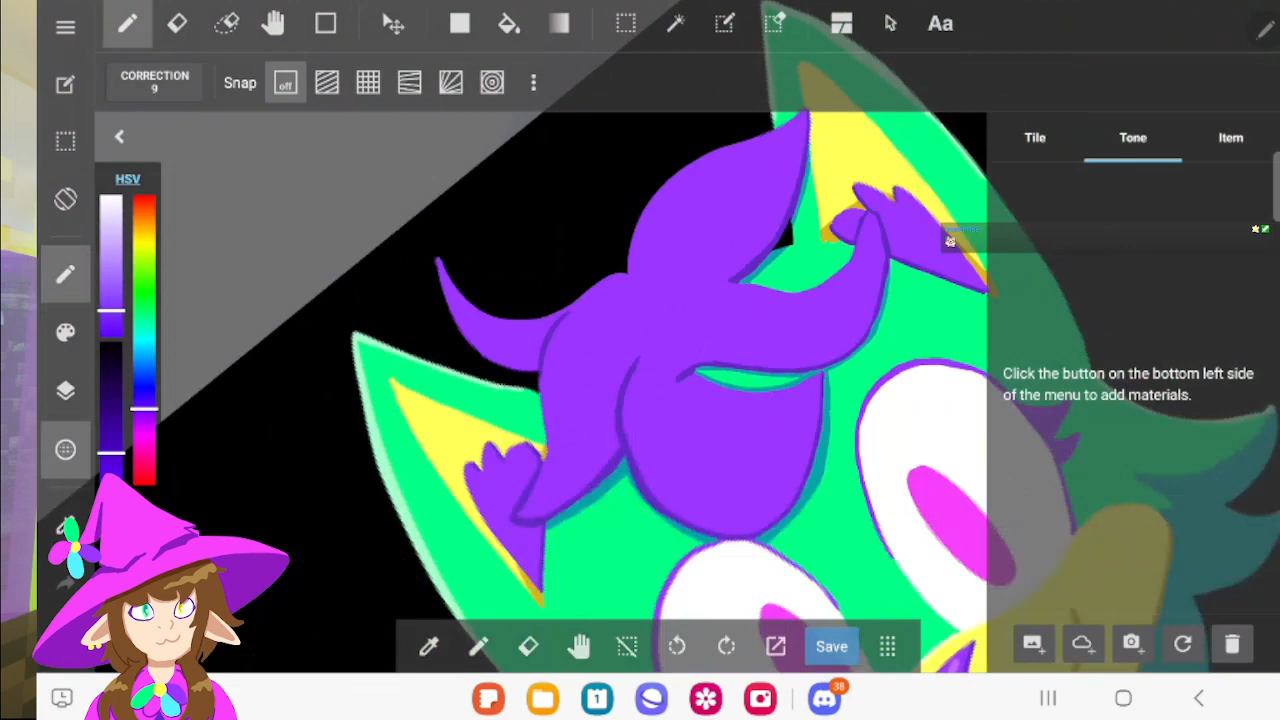 Aa
CORRECTION
9
Snap
off
Tile
Tone
Item
HSV
Click the button on the bottom left side
of the menu to add materials.
Save
1
38